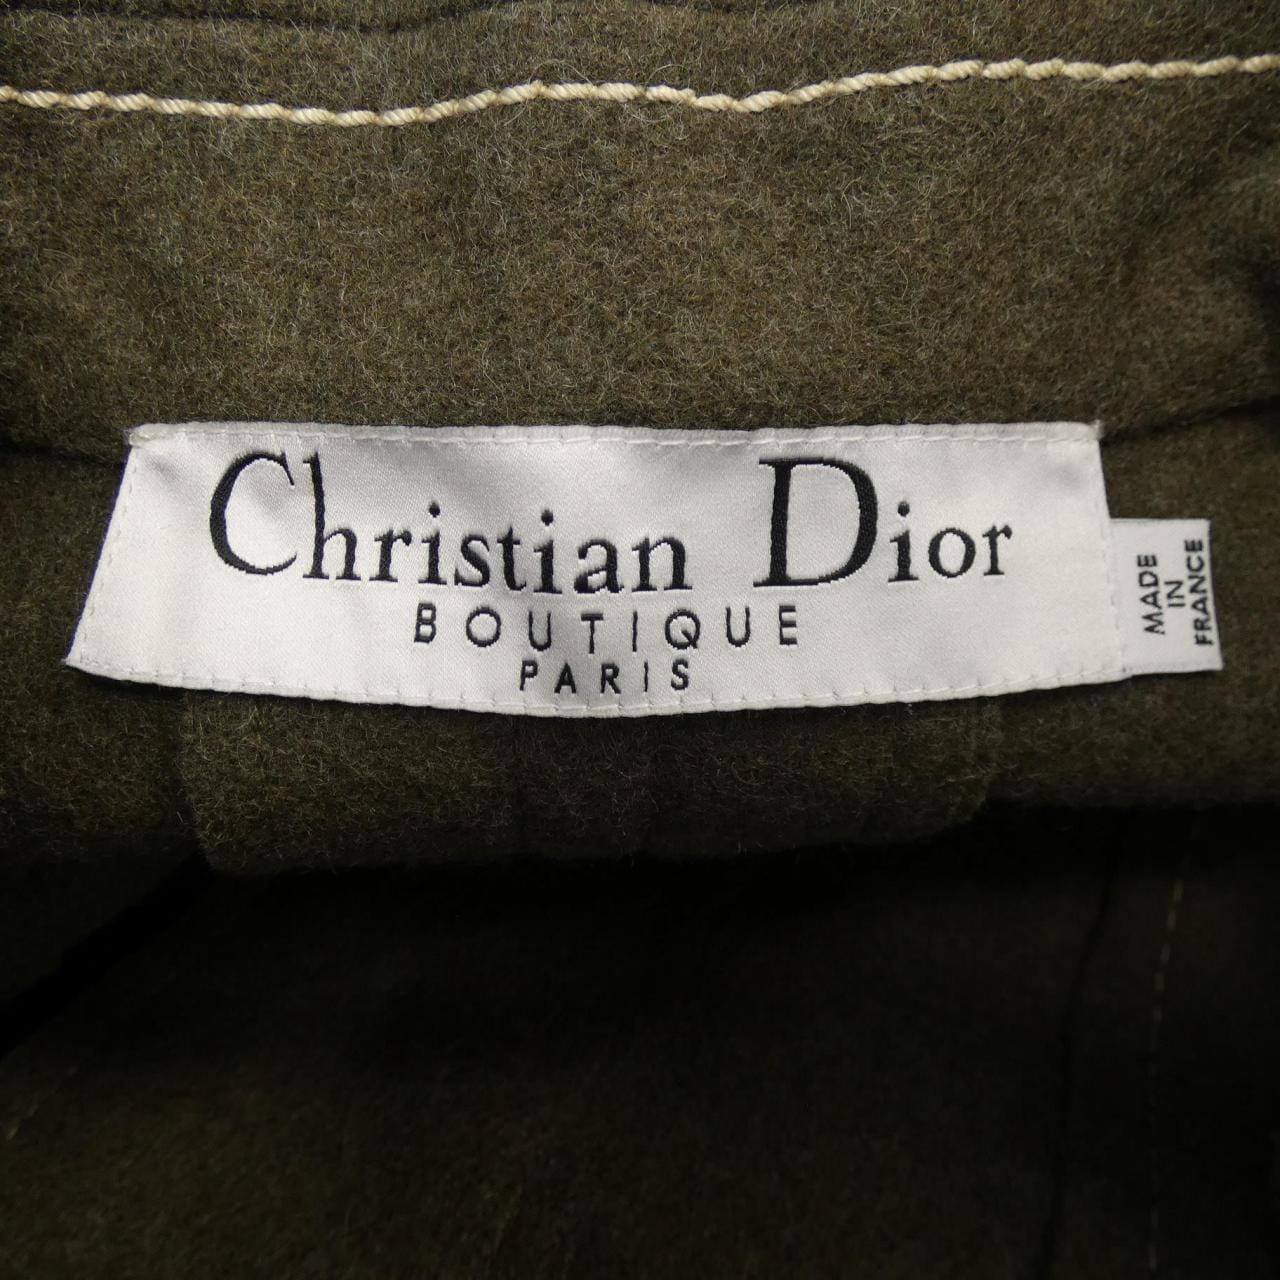 Christian Dior
BOUTIQUE
PARIS
MADE
IN
FRANCE